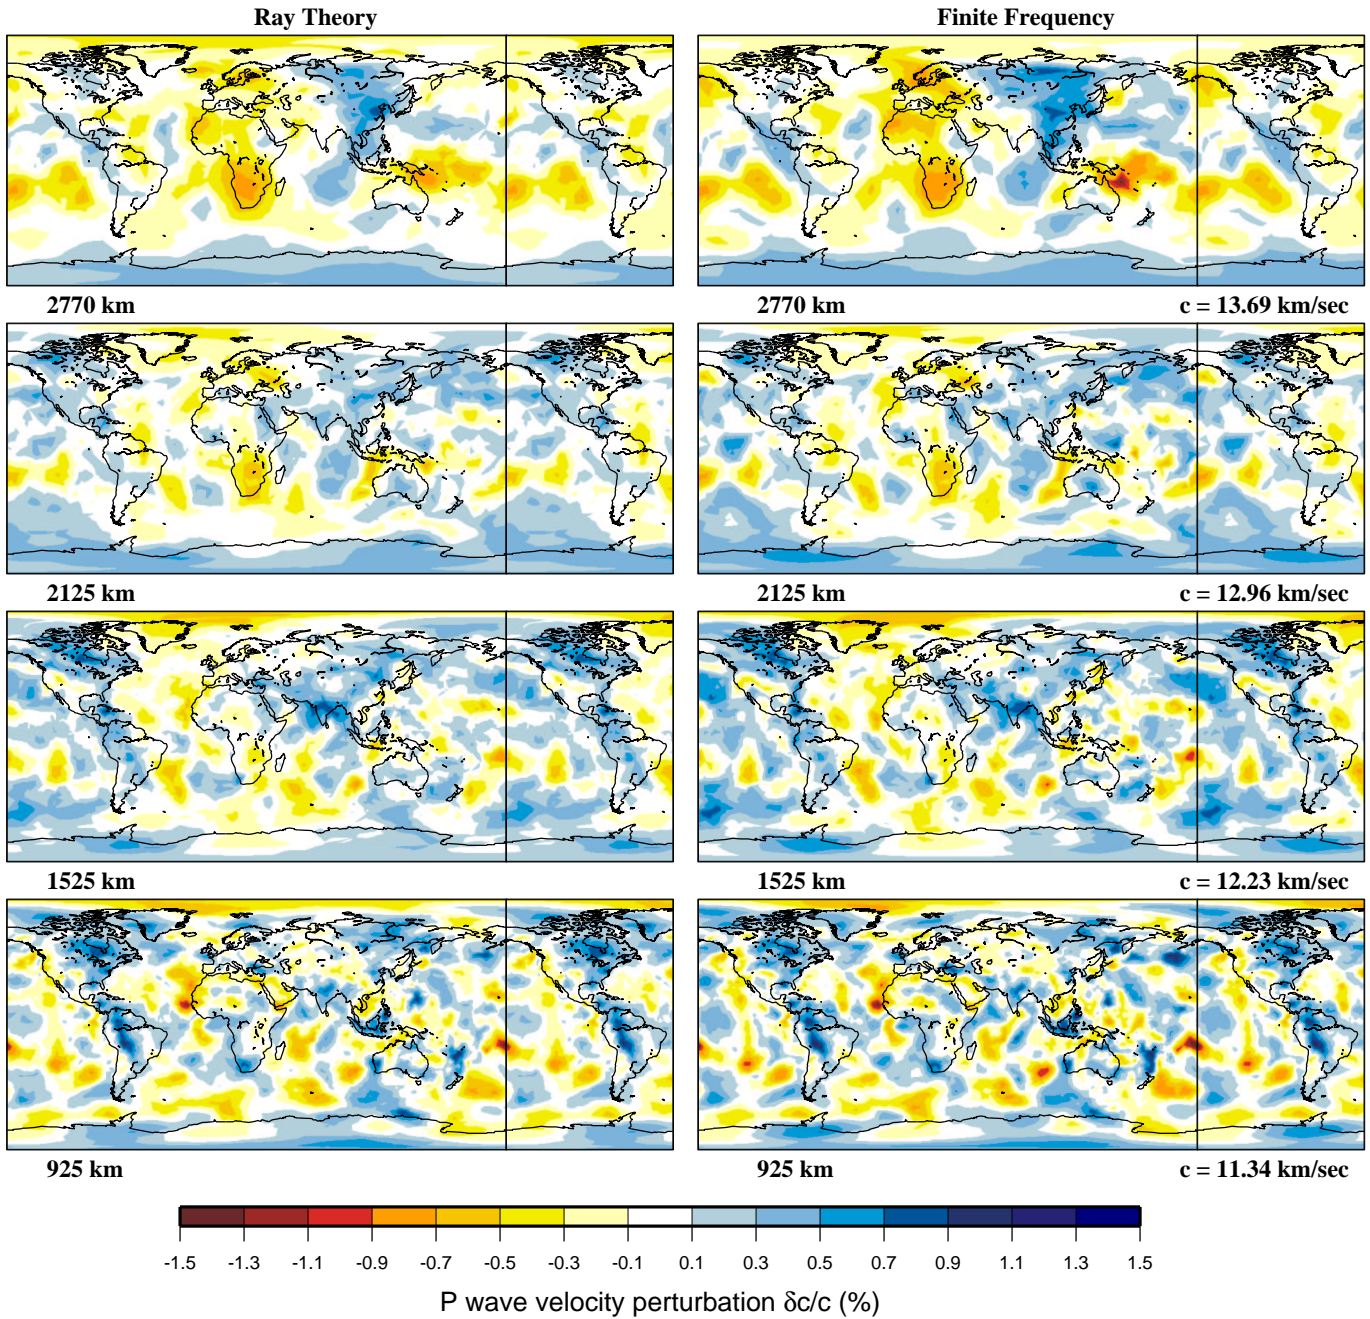 Ray Theory Finite Frequency
2770 km 2770 km c = 13.69 km/sec
2125 km 2125 km c = 12.96 km/sec
1525 km 1525 km c = 12.23 km/sec
925 km 925 km c = 11.34 km/sec
-1.5 -1.3 -1.1 -0.9 -0.7 -0.5 -0.3 -0.1 0.1 0.3 0.5 0.7 0.9 1.1 1.3 1.5
P wave velocity perturbation δc/c (%)